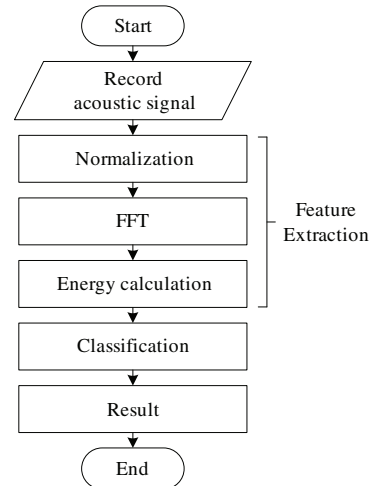 Start
Record
acoustic signal
Normalization
FFT
Energy calculation
Feature
Extraction
Classification
Result
End